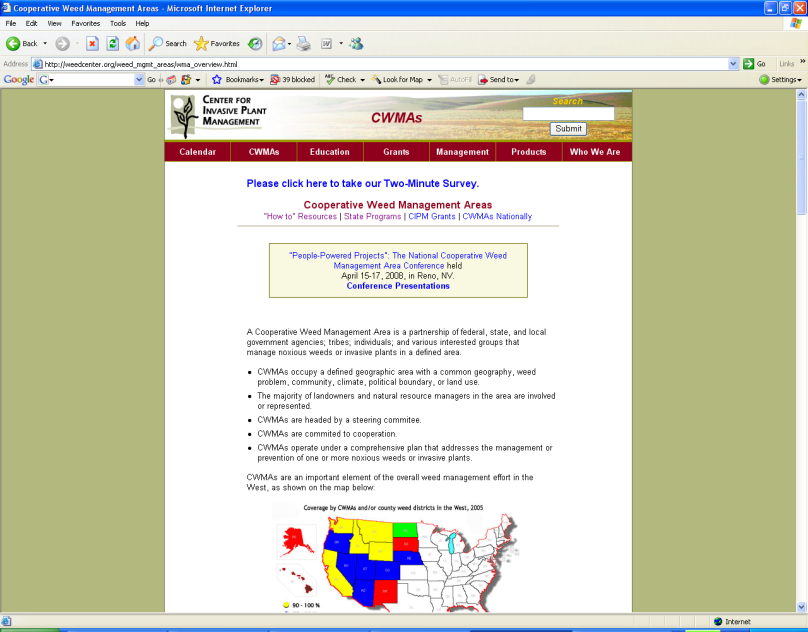 Cooperative Weed Management Areas - Microsoft Internet Explorer
File Edit View Favorites Tools Help
Back Search Favorites
Address http://weedcenter.org/weed_mgmt_areas/wma_overview.html Go Links »
Google G Go Bookmarks 39 blocked Check Look for Map AutoFill Send to Settings
CENTER FOR
INVASIVE PLANT
MANAGEMENT
CWMAs
Search
Submit
Calendar CWMAs Education Grants Management Products Who We Are
Please click here to take our Two-Minute Survey.
Cooperative Weed Management Areas
"How to" Resources | State Programs | CIPM Grants | CWMAs Nationally
"People-Powered Projects": The National Cooperative Weed
Management Area Conference held
April 15-17, 2008, in Reno, NV.
Conference Presentations
A Cooperative Weed Management Area is a partnership of federal, state, and local
government agencies; tribes; individuals; and various interested groups that
manage noxious weeds or invasive plants in a defined area.
• CWMAs occupy a defined geographic area with a common geography, weed
problem, community, climate, political boundary, or land use.
• The majority of landowners and natural resource managers in the area are involved
or represented.
• CWMAs are headed by a steering commitee.
• CWMAs are commited to cooperation.
• CWMAs operate under a comprehensive plan that addresses the management or
prevention of one or more noxious weeds or invasive plants.
CWMAs are an important element of the overall weed management effort in the
West, as shown on the map below:
Coverage by CWMAs and/or county weed districts in the West, 2005
90 - 100 %
Internet